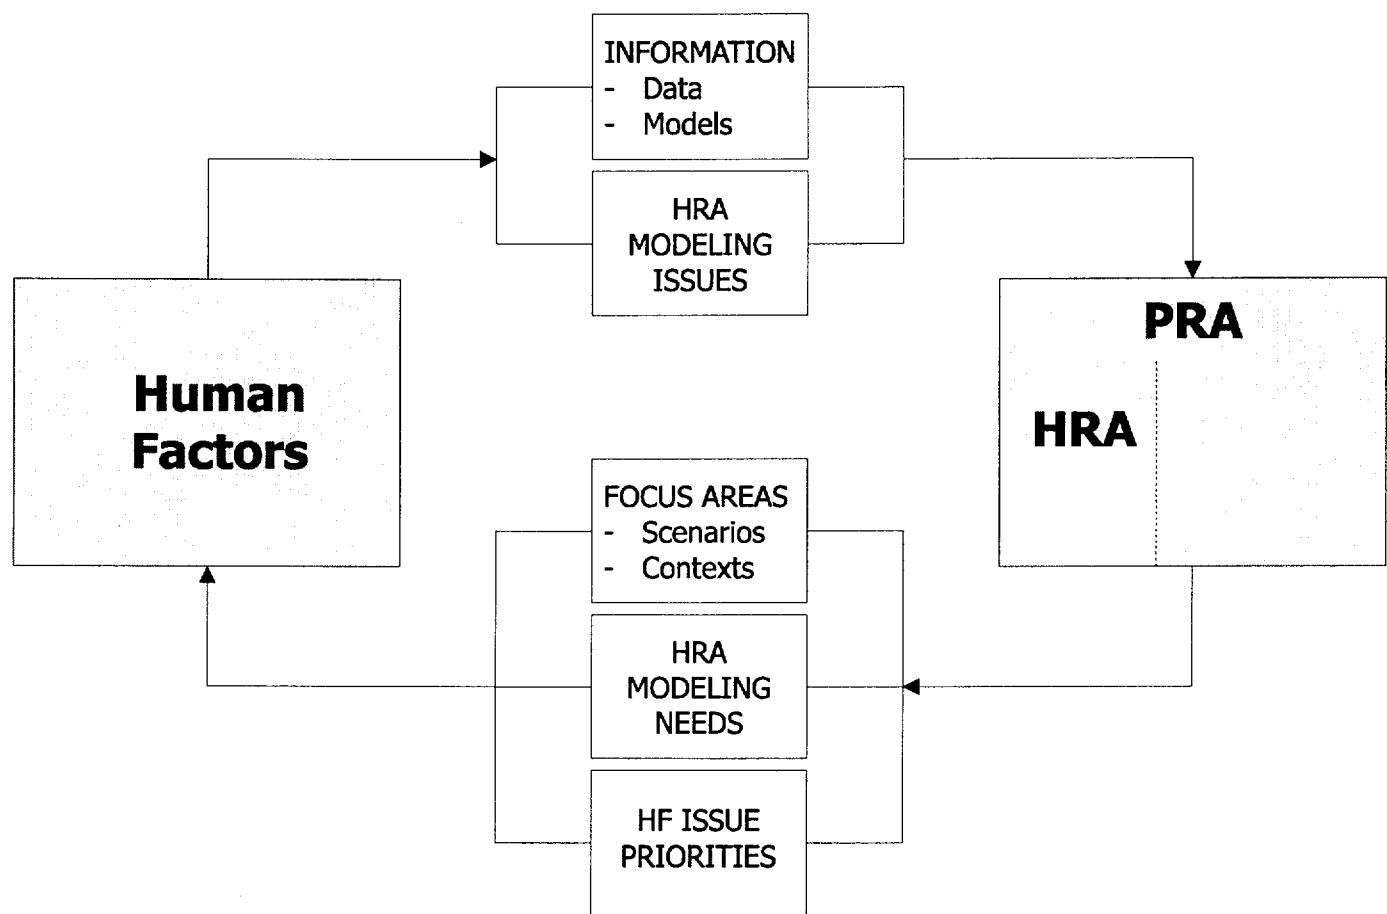 INFORMATION
- Data
- Models
HRA
MODELING
ISSUES
Human
Factors
PRA
HRA
FOCUS AREAS
- Scenarios
- Contexts
HRA
MODELING
NEEDS
HF ISSUE
PRIORITIES